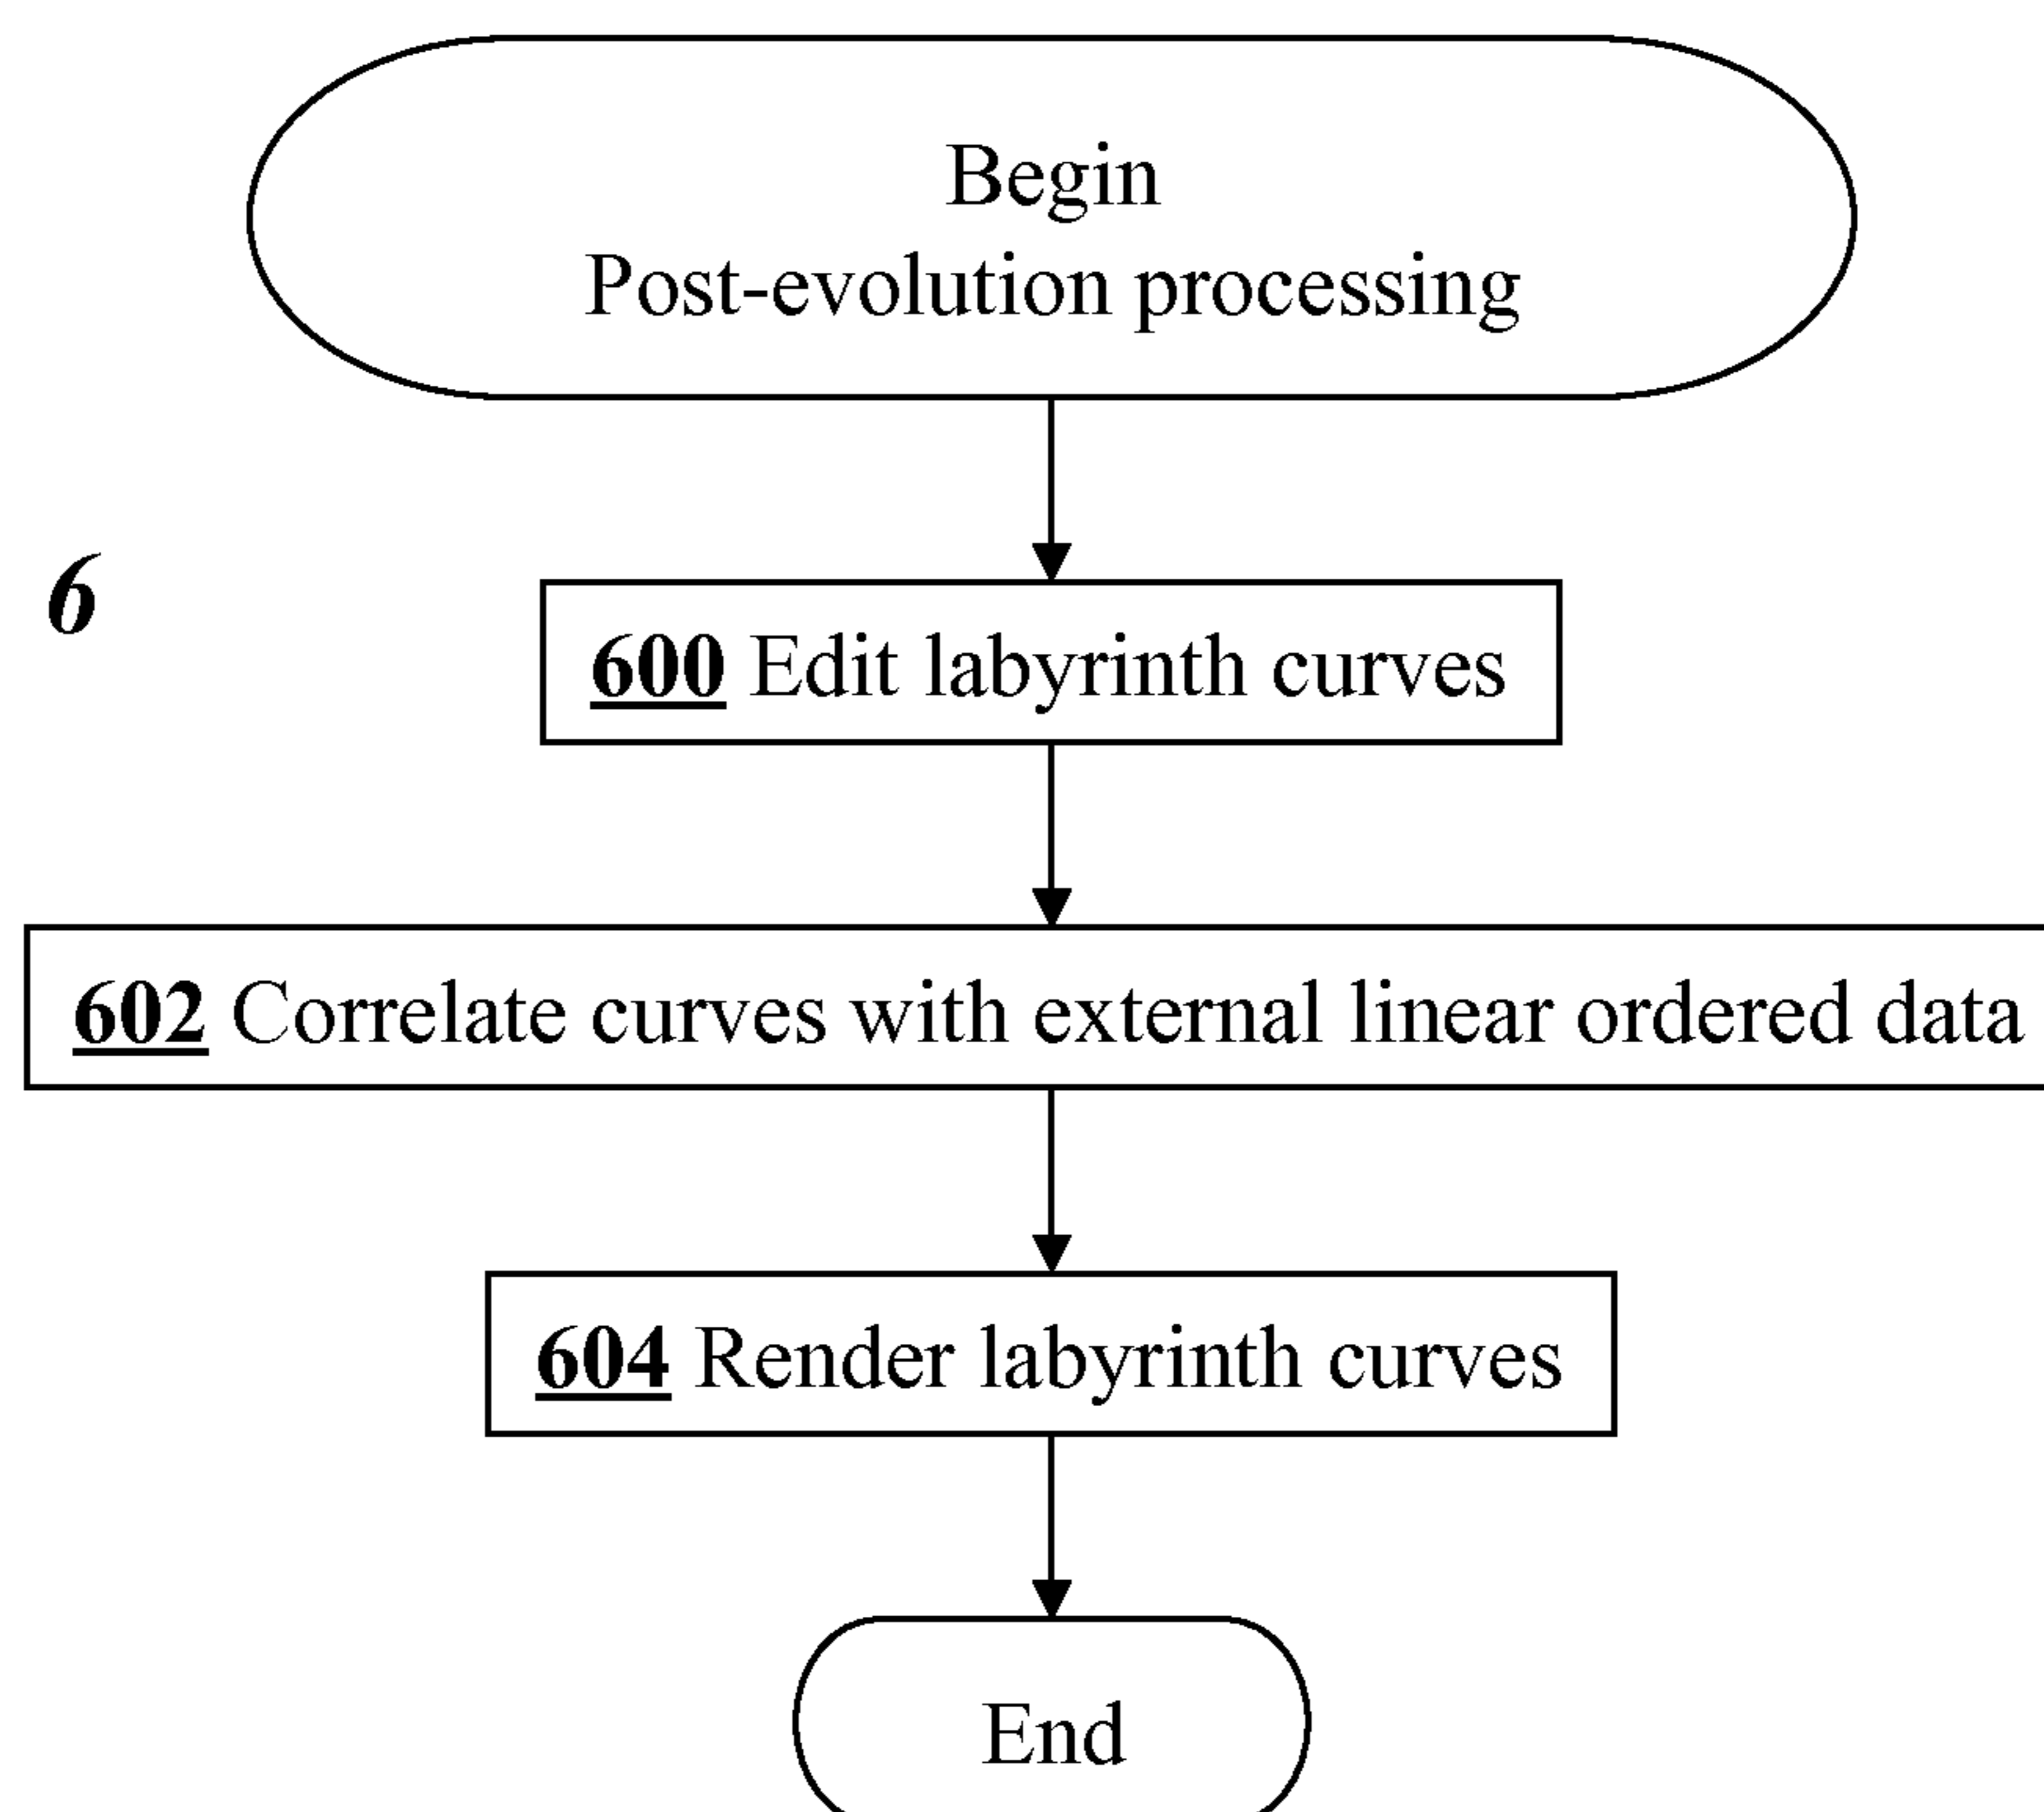 Begin
Post-evolution processing
6
600 Edit labyrinth curves
602 Correlate curves with external linear ordered data
604 Render labyrinth curves
End